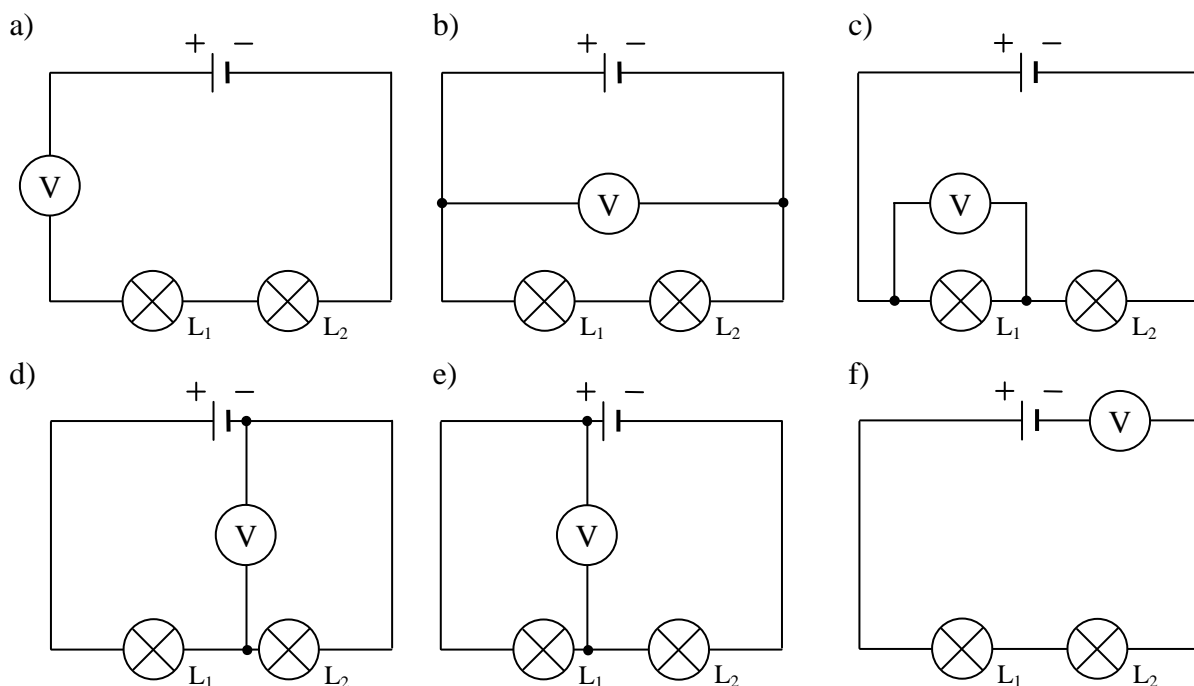 a) b) c)
+ − + − + −
V
V V
L₁ L₂ L₁ L₂ L₁ L₂
d) e) f)
+ − + − + −
V
V V
L₁ L₂ L₁ L₂ L₁ L₂